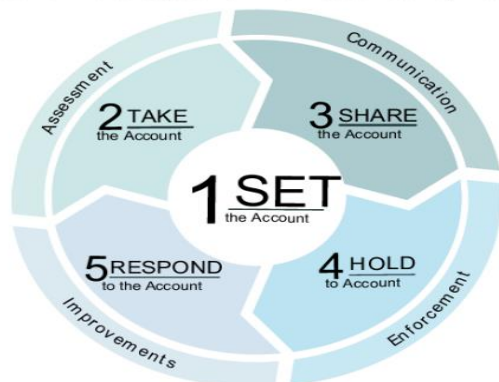 1 SET
the Account
Assessment
2 TAKE
the Account
Communication
3 SHARE
the Account
Enforcement
4 HOLD
to Account
Improvements
5 RESPOND
to the Account